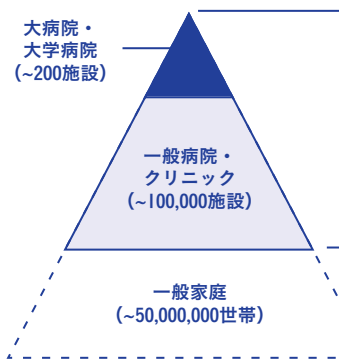 大病院・
大学病院
(~200施設)
一般病院・
クリニック
(~100,000施設)
一般家庭
(~50,000,000世帯)